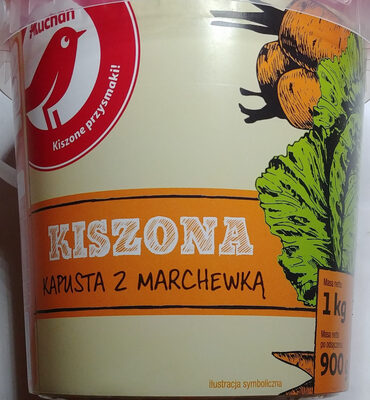 Auchan
Kiszone przysmaki!
KISZONA
KAPUSTA Z MARCHEWKĄ
Masa netto
1 kg
Masa netto
po odsączeniu
900 g
ilustracja symboliczna